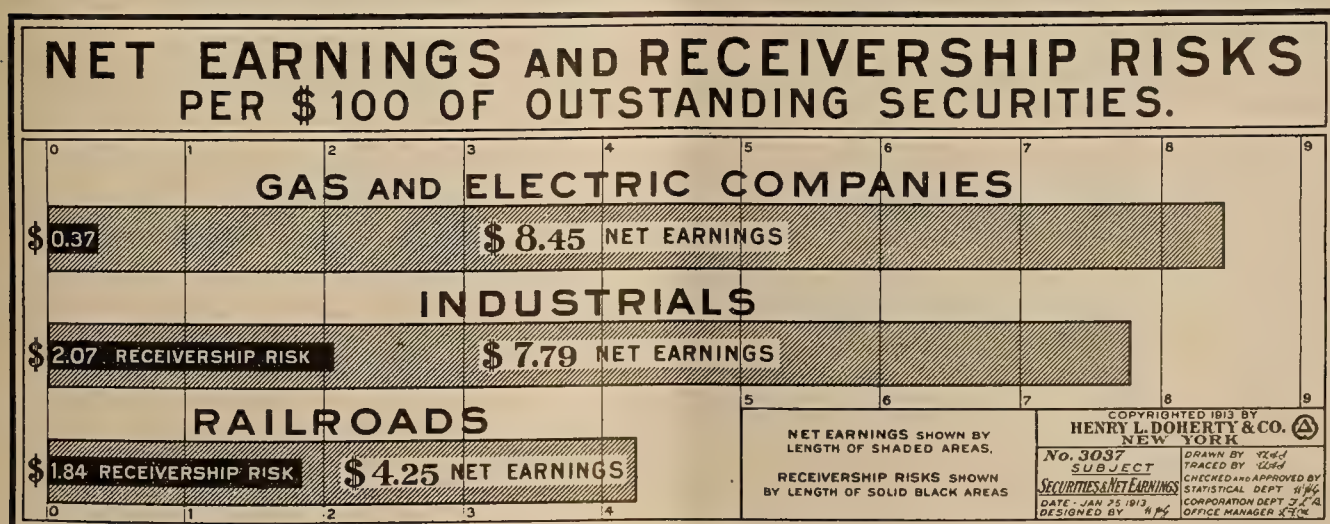 NET EARNINGS AND RECEIVERSHIP RISKS
PER $100 OF OUTSTANDING SECURITIES.
0 1 2 3 4 5 6 7 8 9
GAS AND ELECTRIC COMPANIES
$ 0.37 $ 8.45 NET EARNINGS
INDUSTRIALS
$ 2.07 RECEIVERSHIP RISK $ 7.79 NET EARNINGS
5 6 7 8 9
RAILROADS
$ 1.84 RECEIVERSHIP RISK $ 4.25 NET EARNINGS
0 1 2 3 4
NET EARNINGS SHOWN BY
LENGTH OF SHADED AREAS.
RECEIVERSHIP RISKS SHOWN
BY LENGTH OF SOLID BLACK AREAS
COPYRIGHTED 1913 BY
HENRY L. DOHERTY & CO.
NEW YORK
No. 3037
SUBJECT
SECURITIES & NET EARNINGS
DATE - JAN 25 1913
DESIGNED BY
DRAWN BY
TRACED BY
CHECKED AND APPROVED BY
STATISTICAL DEPT
CORPORATION DEPT
OFFICE MANAGER